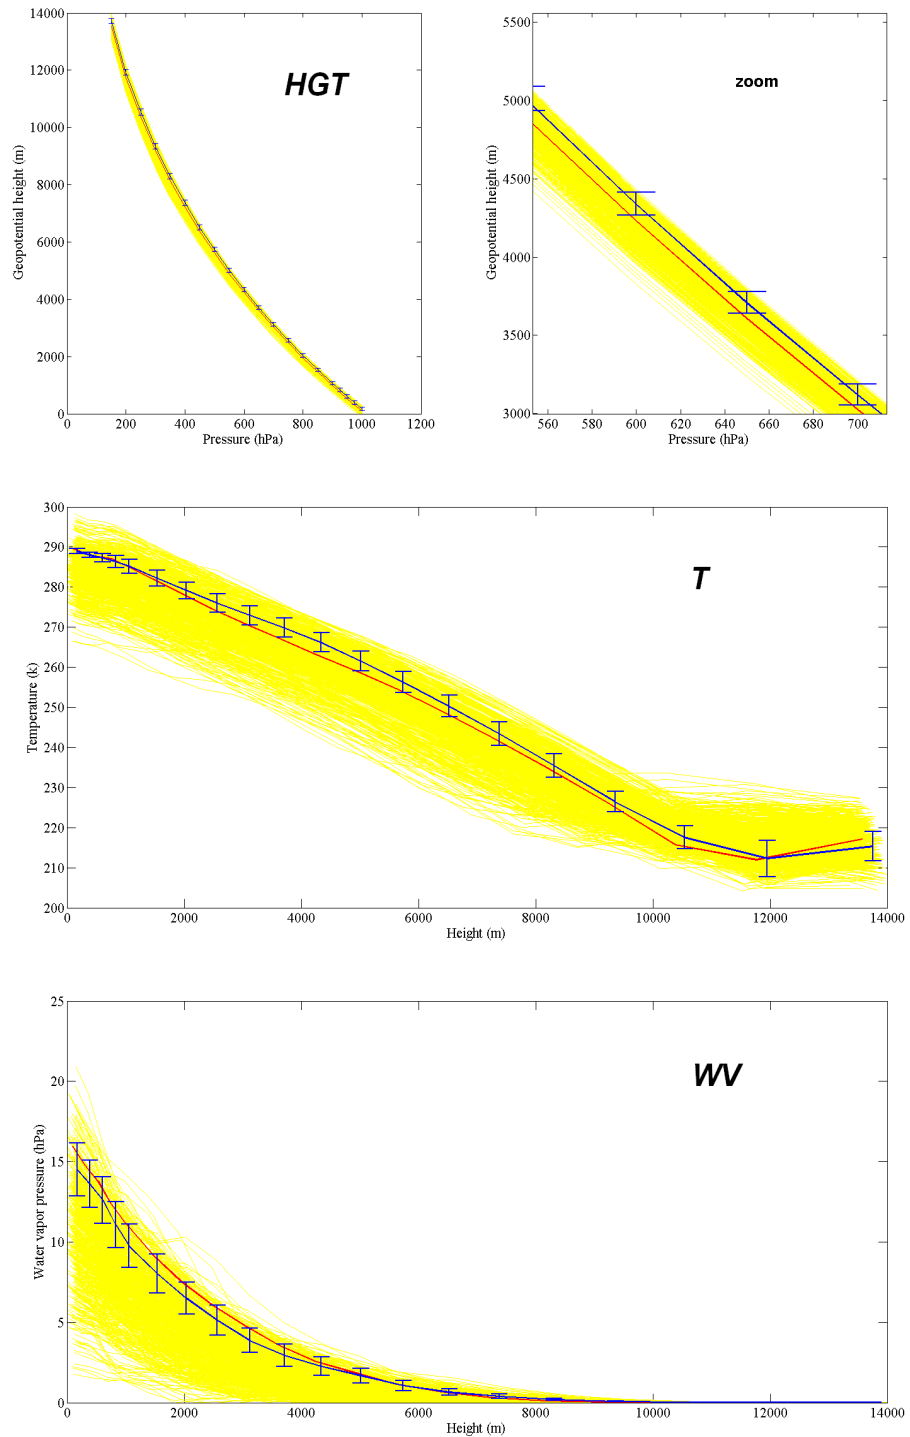 14000
12000
10000
8000
6000
4000
2000
0
Geopotential height (m)
HGT
0 200 400 600 800 1000 1200
Pressure (hPa)
5500
5000
4500
4000
3500
3000
Geopotential height (m)
zoom
560 580 600 620 640 660 680 700
Pressure (hPa)
300
290
280
270
260
250
240
230
220
210
200
Temperature (k)
T
0 2000 4000 6000 8000 10000 12000 14000
Height (m)
25
20
15
10
5
0
Water vapor pressure (hPa)
WV
0 2000 4000 6000 8000 10000 12000 14000
Height (m)